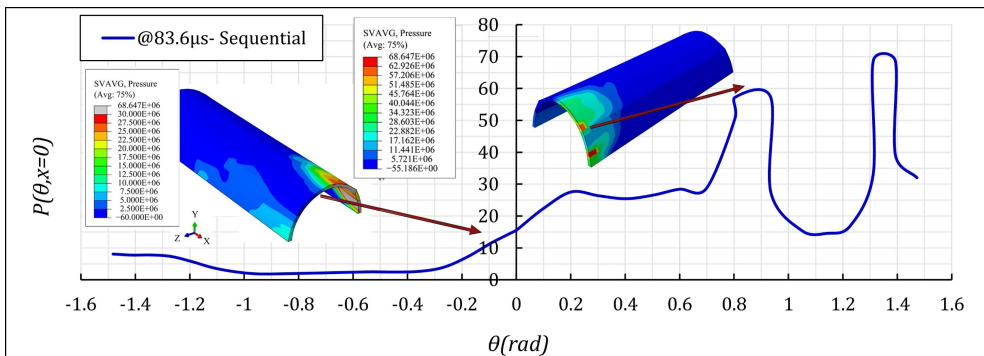 @83.6μs- Sequential
SVAVG, Pressure
(Avg: 75%)
68.647E+06
30.000E+06
27.500E+06
25.000E+06
22.500E+06
20.000E+06
17.500E+06
15.000E+06
12.500E+06
10.000E+06
7.500E+06
5.000E+06
2.500E+06
−60.000E+00
Y
Z
X
SVAVG, Pressure
(Avg: 75%)
68.647E+06
62.926E+06
57.206E+06
51.485E+06
45.764E+06
40.044E+06
34.323E+06
28.603E+06
22.882E+06
17.162E+06
11.441E+06
5.721E+06
−55.186E+00
P(θ,x=0)
80
70
60
50
40
30
20
10
0
-1.6 -1.4 -1.2 -1 -0.8 -0.6 -0.4 -0.2 0 0.2 0.4 0.6 0.8 1 1.2 1.4 1.6
θ(rad)